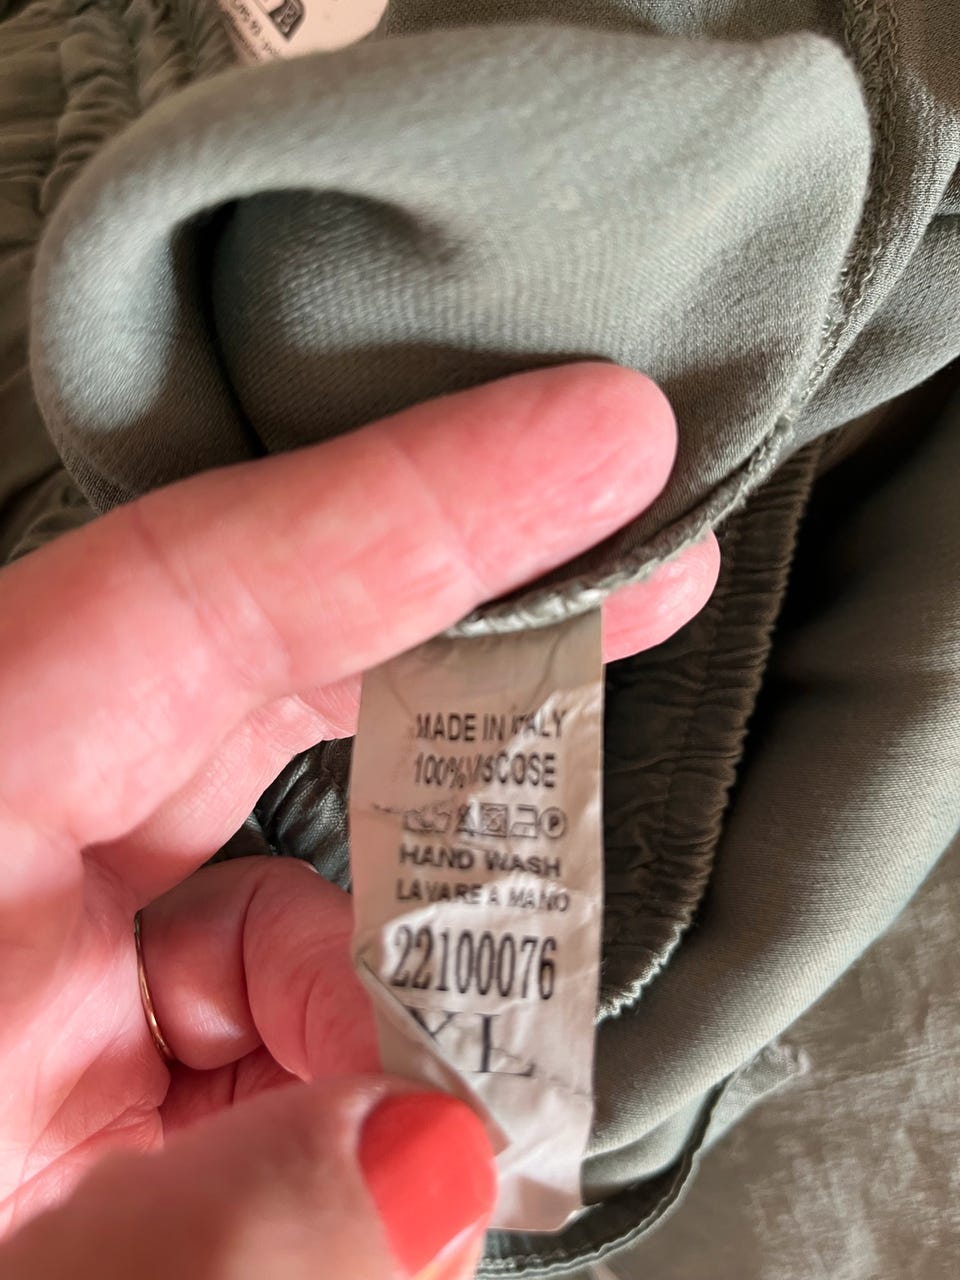 MADE IN ITALY
100% VISCOSE
HAND WASH
LAVARE A MANO
22100076
XL